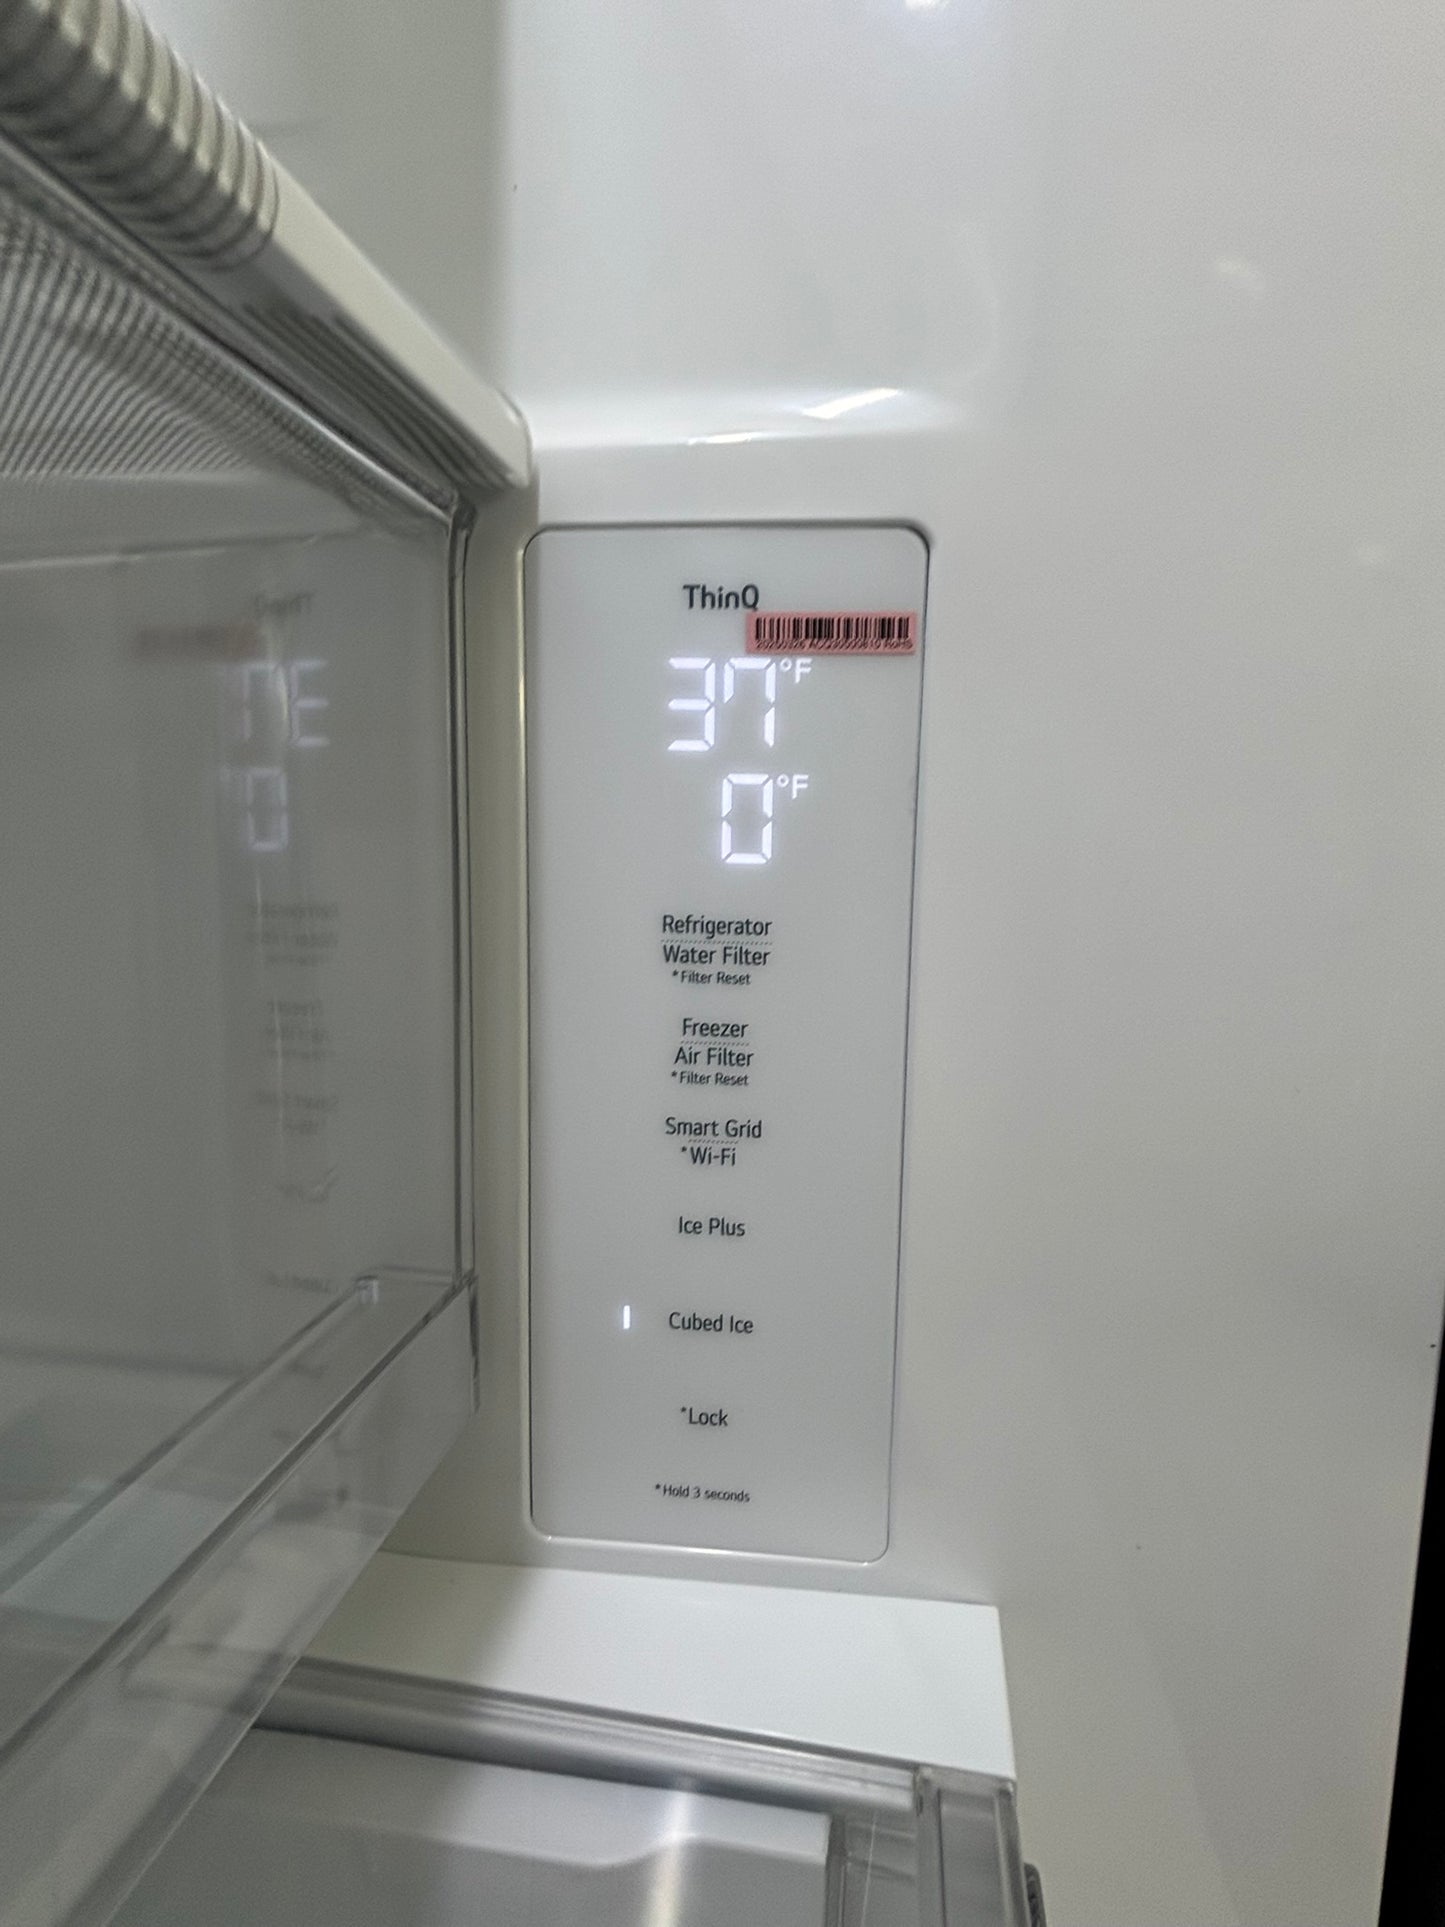 ThinQ
37°F
0°F
Refrigerator
Water Filter
*Filter Reset
Freezer
Air Filter
*Filter Reset
Smart Grid
*Wi-Fi
Ice Plus
Cubed Ice
*Lock
*Hold 3 seconds